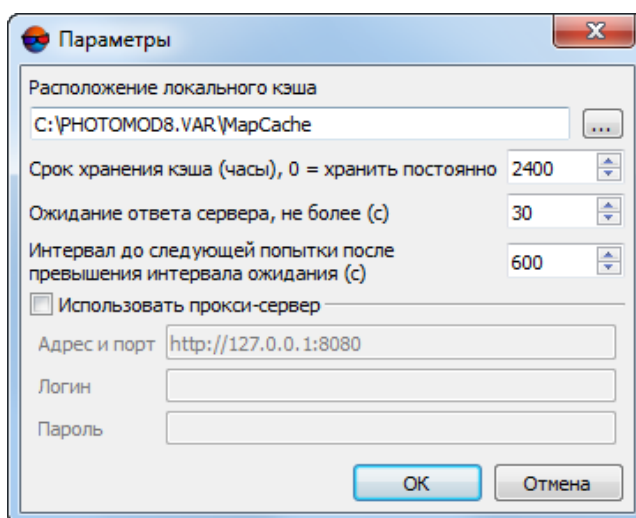 Параметры
Расположение локального кэша
C:\PHOTOMOD8.VAR\MapCache
...
Срок хранения кэша (часы), 0 = хранить постоянно 2400
Ожидание ответа сервера, не более (с) 30
Интервал до следующей попытки после
превышения интервала ожидания (с) 600
Использовать прокси-сервер
Адрес и порт http://127.0.0.1:8080
Логин
Пароль
OK Отмена